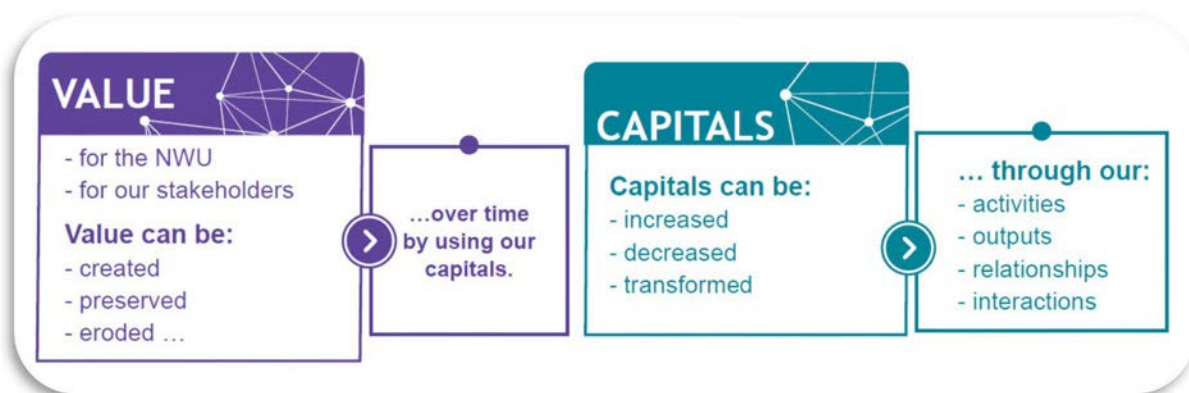 VALUE
- for the NWU
- for our stakeholders
Value can be:
- created
- preserved
- eroded ...
...over time
by using our
capitals.
CAPITALS
Capitals can be:
- increased
- decreased
- transformed
... through our:
- activities
- outputs
- relationships
- interactions